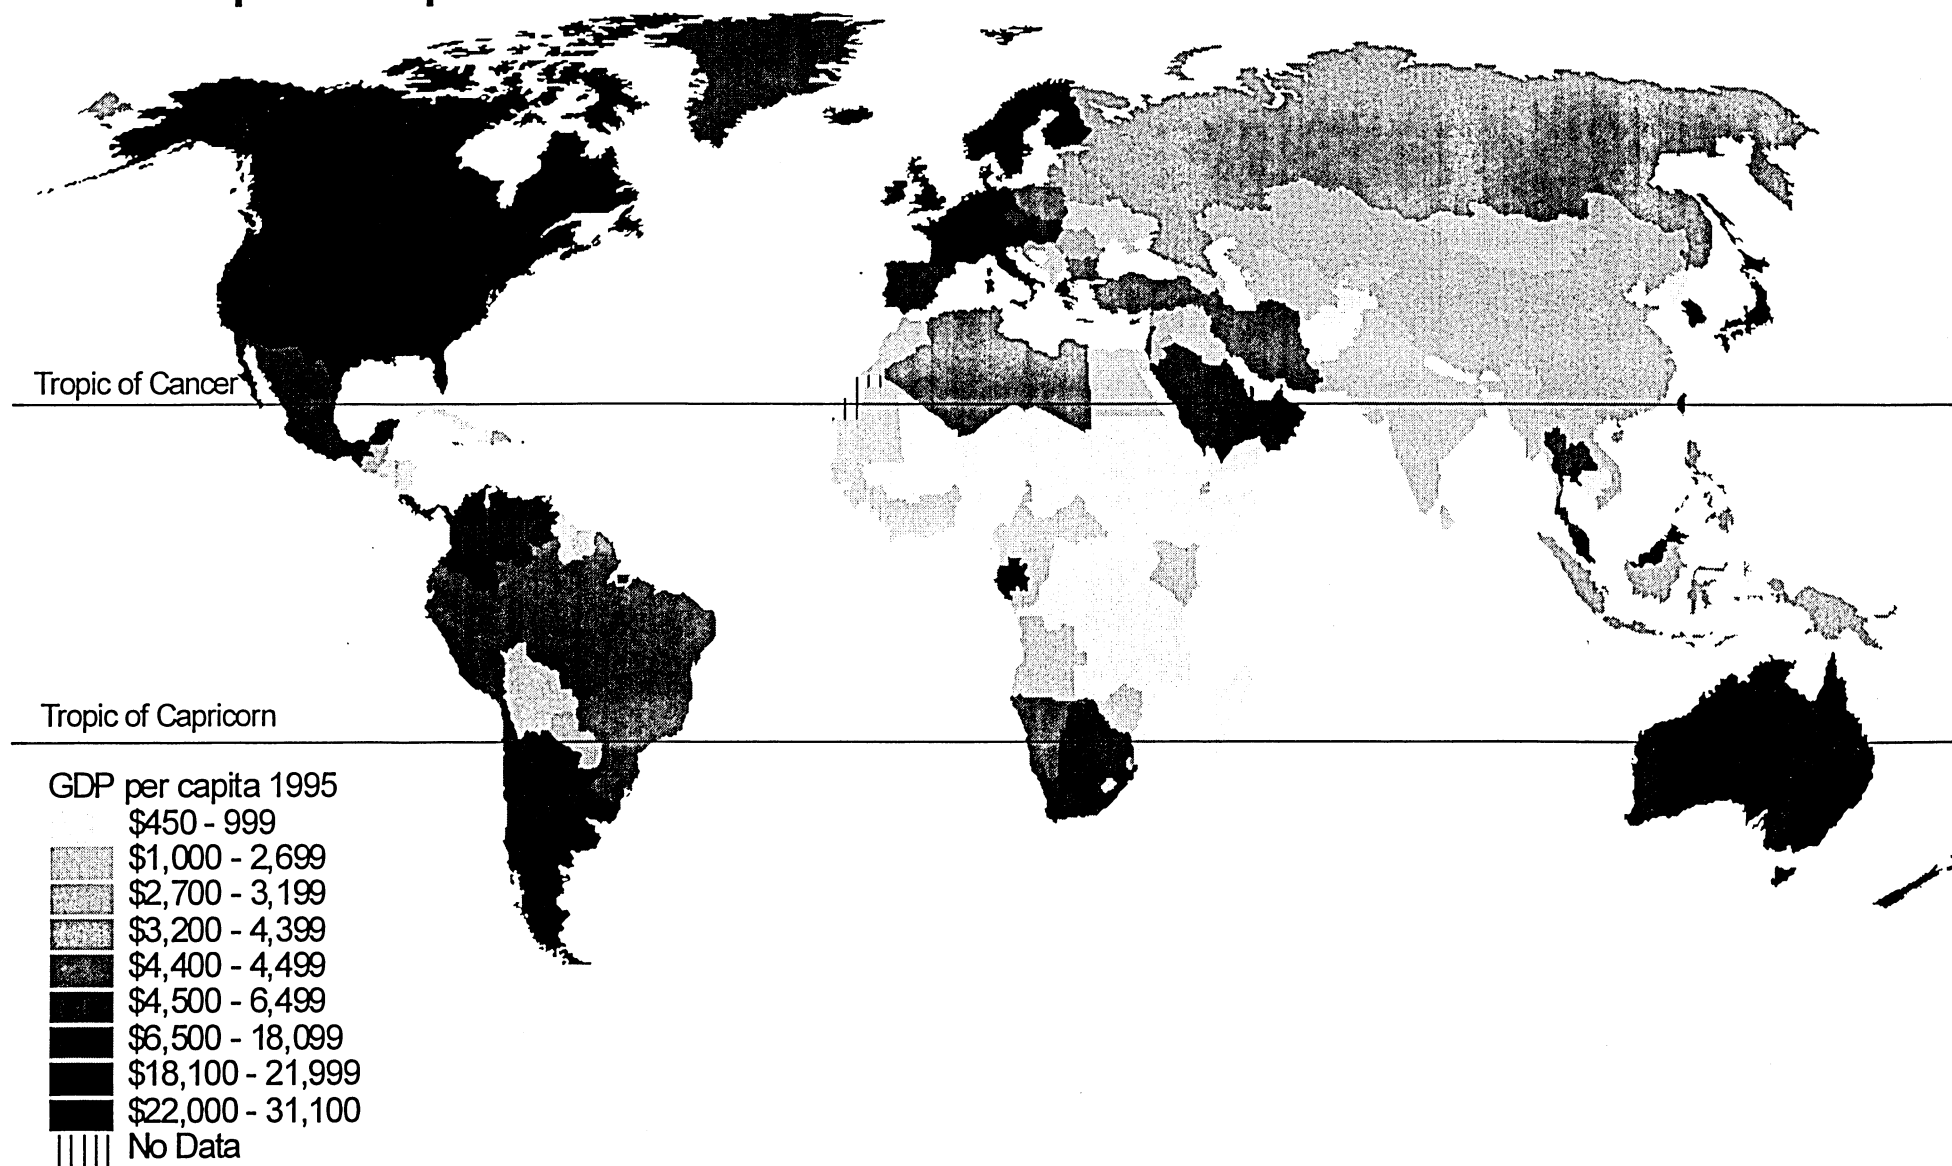 Tropic of Cancer
Tropic of Capricorn
GDP per capita 1995
$450 - 999
$1,000 - 2,699
$2,700 - 3,199
$3,200 - 4,399
$4,400 - 4,499
$4,500 - 6,499
$6,500 - 18,099
$18,100 - 21,999
$22,000 - 31,100
No Data